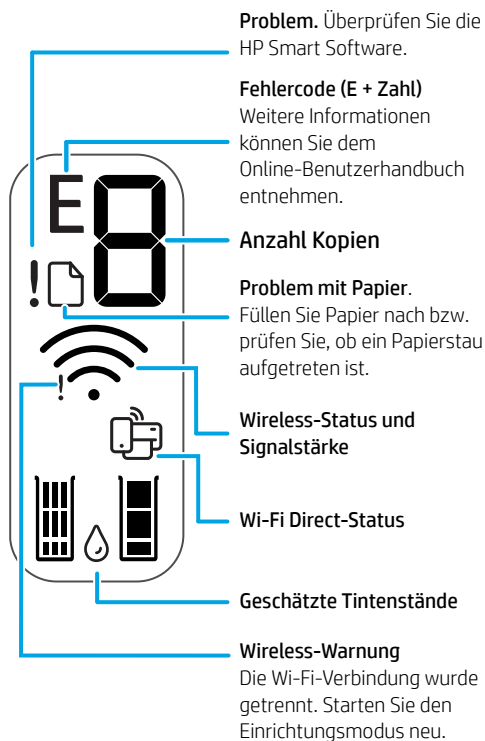 Problem. Überprüfen Sie die
HP Smart Software.
Fehlercode (E + Zahl)
Weitere Informationen
können Sie dem
Online-Benutzerhandbuch
entnehmen.
E 8
Anzahl Kopien
!
Problem mit Papier.
Füllen Sie Papier nach bzw.
prüfen Sie, ob ein Papierstau
aufgetreten ist.
!
Wireless-Status und
Signalstärke
Wi-Fi Direct-Status
Geschätzte Tintenstände
Wireless-Warnung
Die Wi-Fi-Verbindung wurde
getrennt. Starten Sie den
Einrichtungsmodus neu.